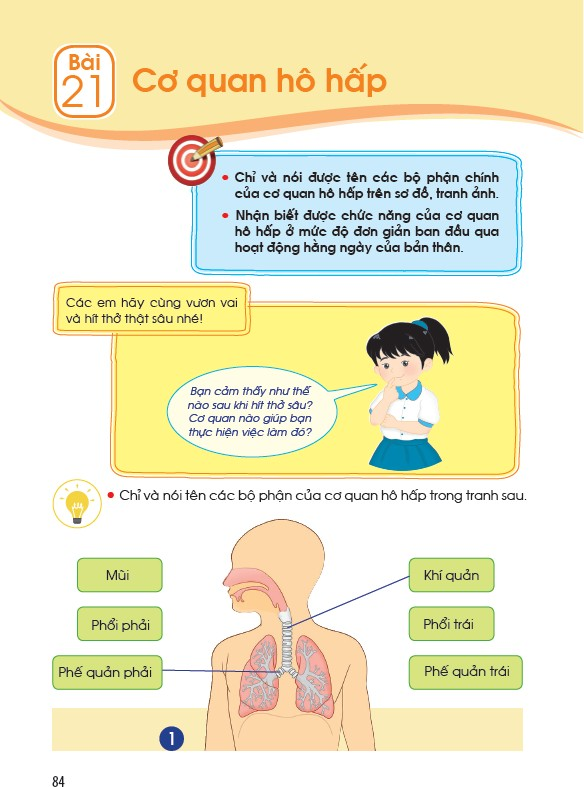 Bài
21
Cơ quan hô hấp
• Chỉ và nói được tên các bộ phận chính
của cơ quan hô hấp trên sơ đồ, tranh ảnh.
• Nhận biết được chức năng của cơ quan
hô hấp ở mức độ đơn giản ban đầu qua
hoạt động hằng ngày của bản thân.
Các em hãy cùng vươn vai
và hít thở thật sâu nhé!
Bạn cảm thấy như thế
nào sau khi hít thở sâu?
Cơ quan nào giúp bạn
thực hiện việc làm đó?
• Chỉ và nói tên các bộ phận của cơ quan hô hấp trong tranh sau.
Mũi
Phổi phải
Phế quản phải
Khí quản
Phổi trái
Phế quản trái
1
84